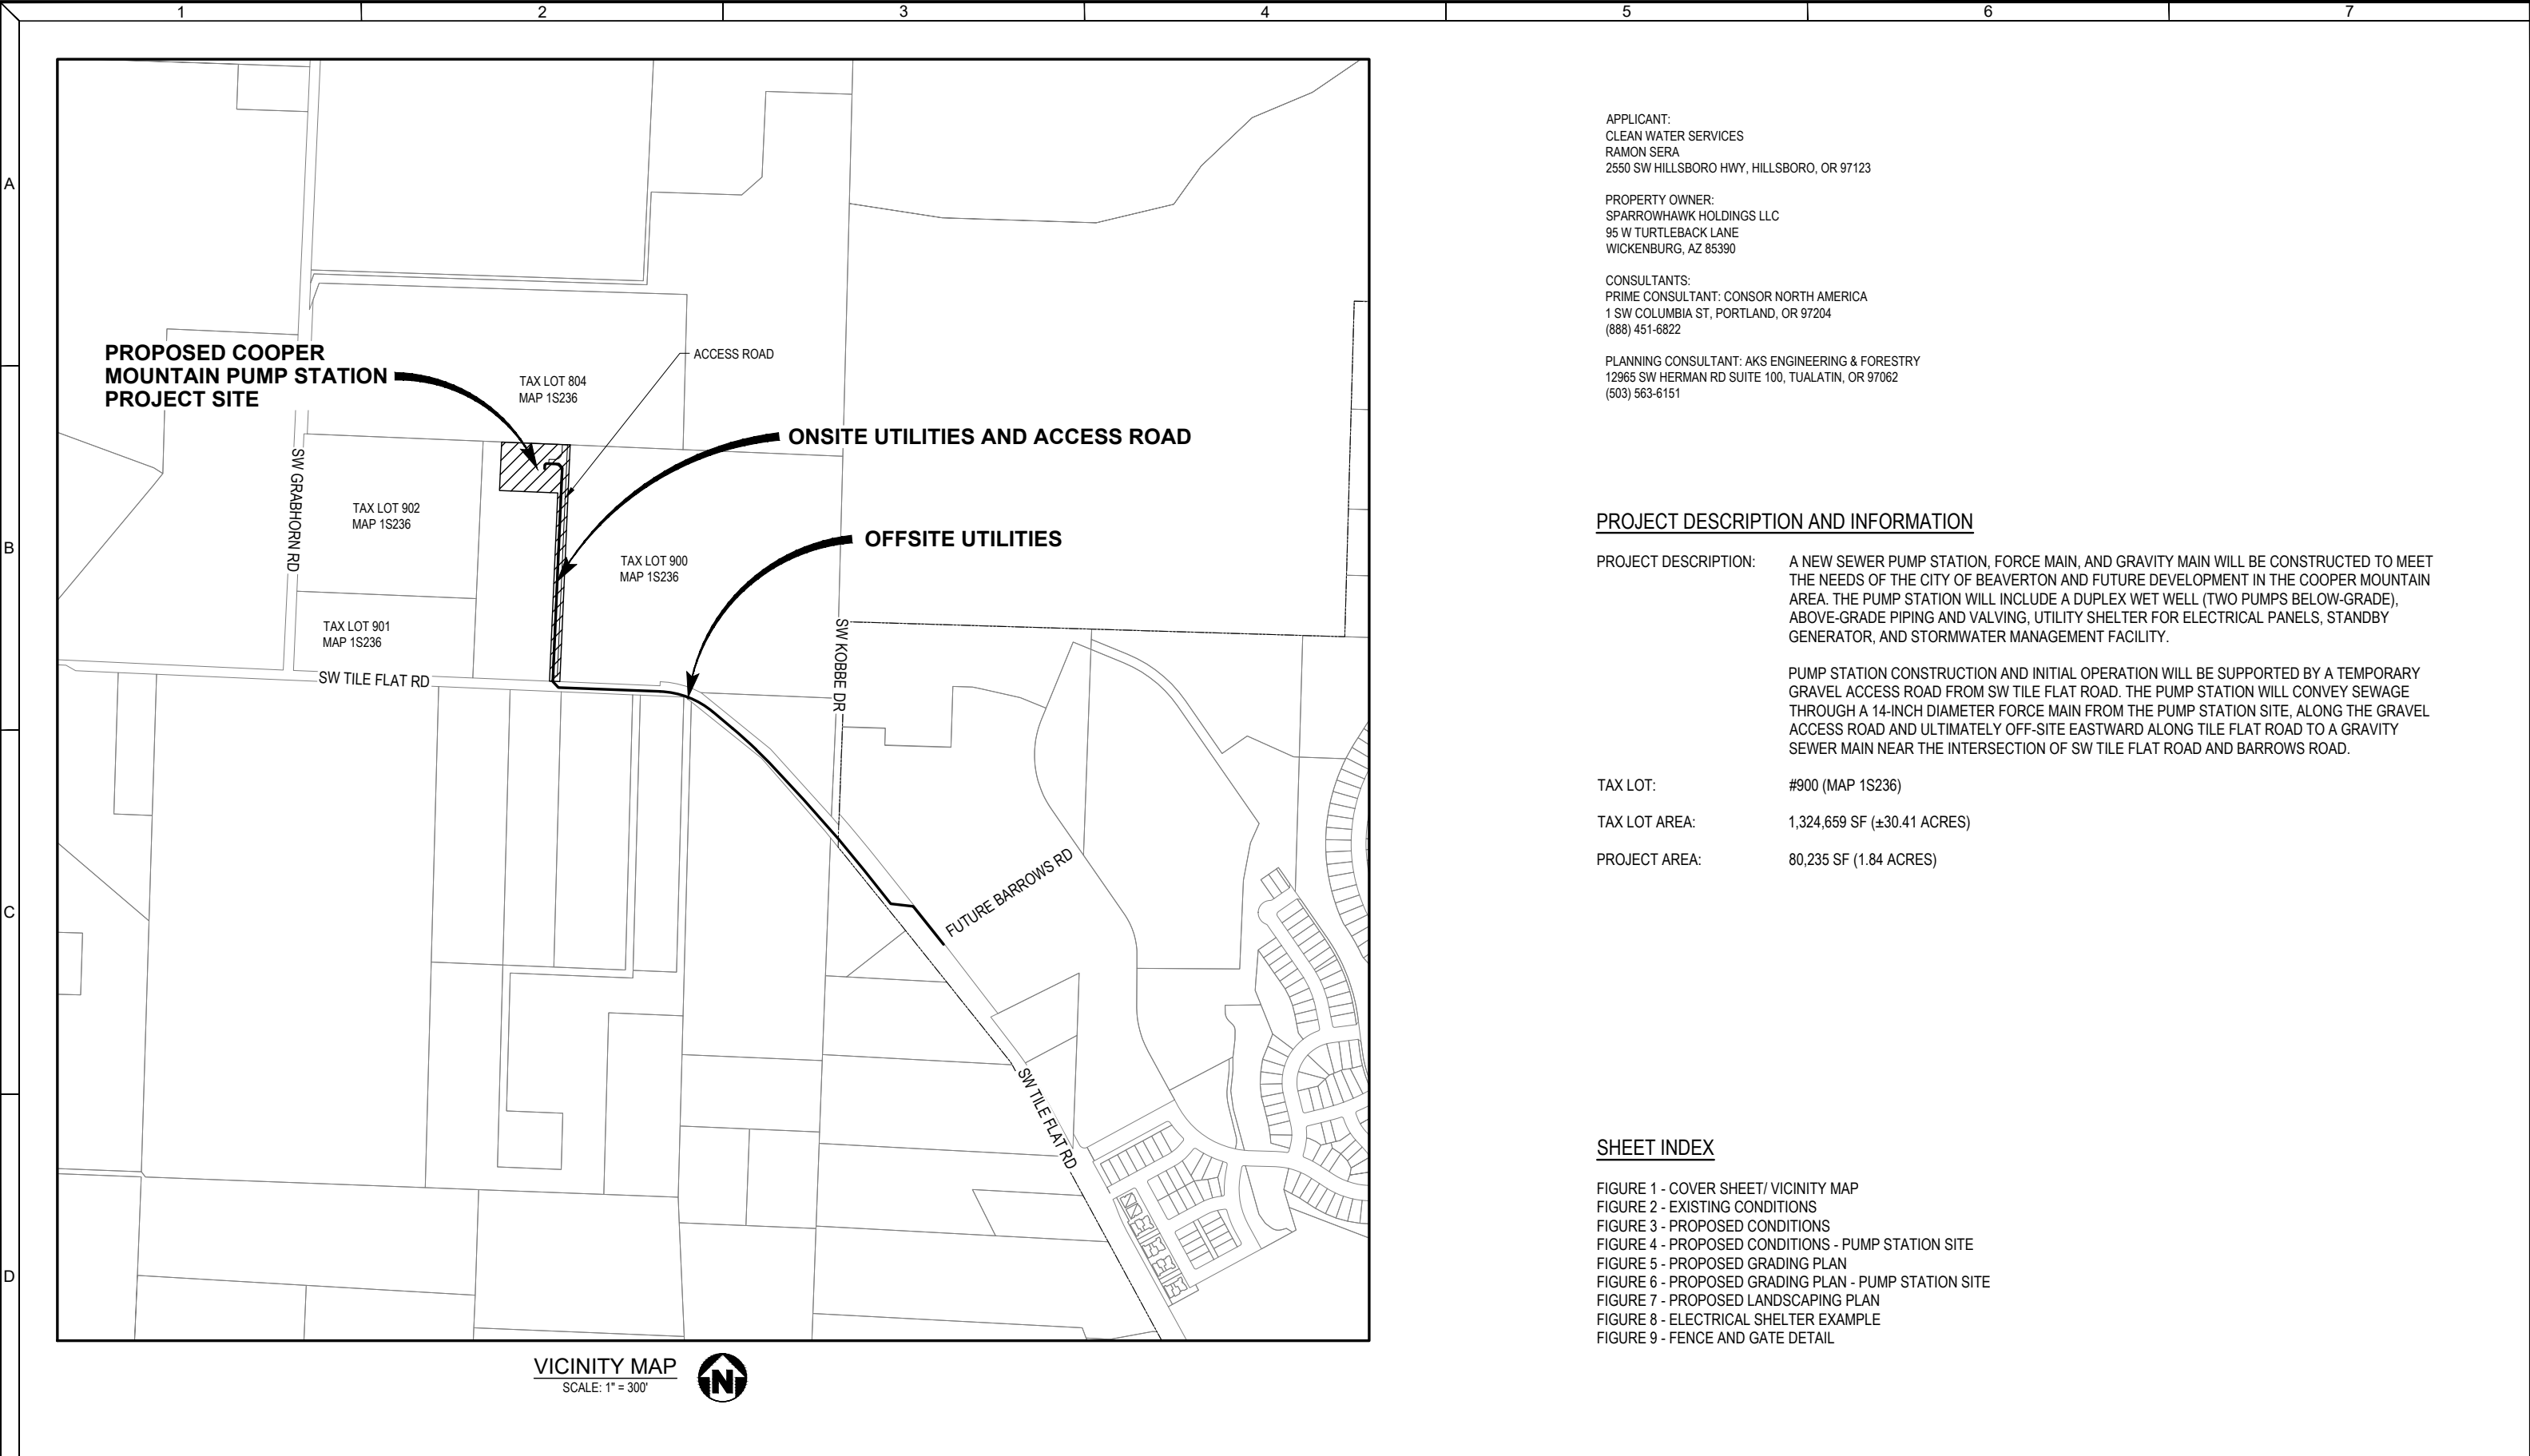 1 2 3 4 5 6 7
A
B
C
D
PROPOSED COOPER
MOUNTAIN PUMP STATION
PROJECT SITE
ACCESS ROAD
TAX LOT 804
MAP 1S236
ONSITE UTILITIES AND ACCESS ROAD
SW GRABHORN RD
TAX LOT 902
MAP 1S236
OFFSITE UTILITIES
TAX LOT 900
MAP 1S236
TAX LOT 901
MAP 1S236
SW KOBBE DR
SW TILE FLAT RD
FUTURE BARROWS RD
SW TILE FLAT RD
VICINITY MAP
SCALE: 1" = 300'
N
APPLICANT:
CLEAN WATER SERVICES
RAMON SERA
2550 SW HILLSBORO HWY, HILLSBORO, OR 97123
PROPERTY OWNER:
SPARROWHAWK HOLDINGS LLC
95 W TURTLEBACK LANE
WICKENBURG, AZ 85390
CONSULTANTS:
PRIME CONSULTANT: CONSOR NORTH AMERICA
1 SW COLUMBIA ST, PORTLAND, OR 97204
(888) 451-6822
PLANNING CONSULTANT: AKS ENGINEERING & FORESTRY
12965 SW HERMAN RD SUITE 100, TUALATIN, OR 97062
(503) 563-6151
PROJECT DESCRIPTION AND INFORMATION
PROJECT DESCRIPTION: A NEW SEWER PUMP STATION, FORCE MAIN, AND GRAVITY MAIN WILL BE CONSTRUCTED TO MEET
THE NEEDS OF THE CITY OF BEAVERTON AND FUTURE DEVELOPMENT IN THE COOPER MOUNTAIN
AREA. THE PUMP STATION WILL INCLUDE A DUPLEX WET WELL (TWO PUMPS BELOW-GRADE),
ABOVE-GRADE PIPING AND VALVING, UTILITY SHELTER FOR ELECTRICAL PANELS, STANDBY
GENERATOR, AND STORMWATER MANAGEMENT FACILITY.
PUMP STATION CONSTRUCTION AND INITIAL OPERATION WILL BE SUPPORTED BY A TEMPORARY
GRAVEL ACCESS ROAD FROM SW TILE FLAT ROAD. THE PUMP STATION WILL CONVEY SEWAGE
THROUGH A 14-INCH DIAMETER FORCE MAIN FROM THE PUMP STATION SITE, ALONG THE GRAVEL
ACCESS ROAD AND ULTIMATELY OFF-SITE EASTWARD ALONG TILE FLAT ROAD TO A GRAVITY
SEWER MAIN NEAR THE INTERSECTION OF SW TILE FLAT ROAD AND BARROWS ROAD.
TAX LOT: #900 (MAP 1S236)
TAX LOT AREA: 1,324,659 SF (±30.41 ACRES)
PROJECT AREA: 80,235 SF (1.84 ACRES)
SHEET INDEX
FIGURE 1 - COVER SHEET/ VICINITY MAP
FIGURE 2 - EXISTING CONDITIONS
FIGURE 3 - PROPOSED CONDITIONS
FIGURE 4 - PROPOSED CONDITIONS - PUMP STATION SITE
FIGURE 5 - PROPOSED GRADING PLAN
FIGURE 6 - PROPOSED GRADING PLAN - PUMP STATION SITE
FIGURE 7 - PROPOSED LANDSCAPING PLAN
FIGURE 8 - ELECTRICAL SHELTER EXAMPLE
FIGURE 9 - FENCE AND GATE DETAIL